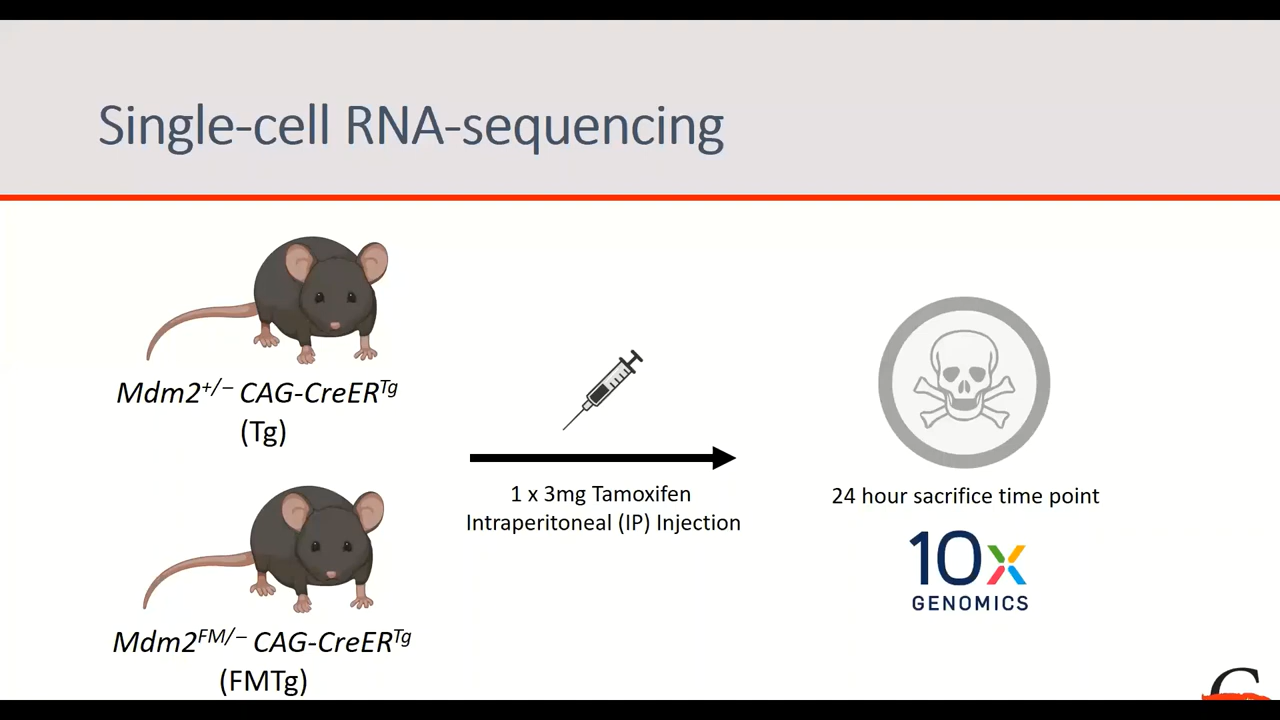 Single-cell RNA-sequencing
Mdm2+/− CAG-CreERTg
(Tg)
1 x 3mg Tamoxifen
Intraperitoneal (IP) Injection
24 hour sacrifice time point
10x
GENOMICS
Mdm2FM/− CAG-CreERTg
(FMTg)